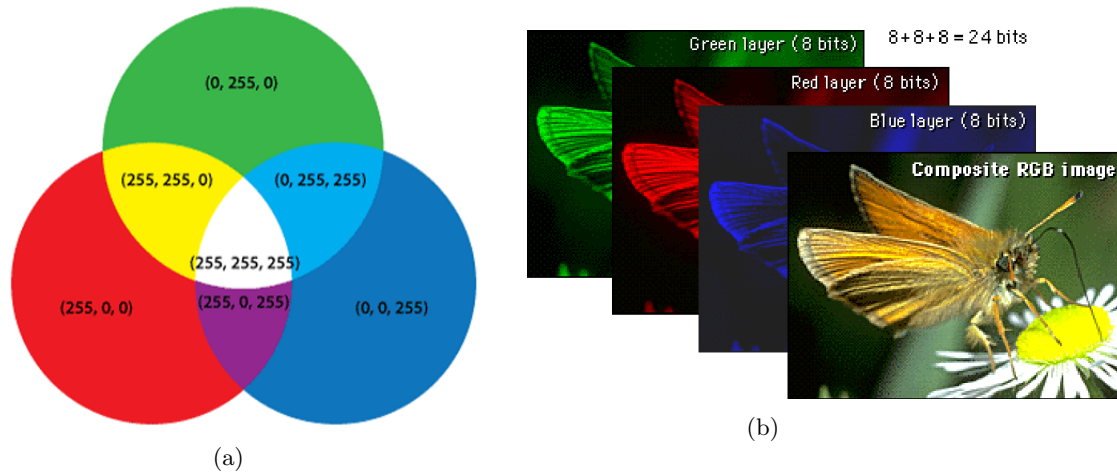 (0, 255, 0)
(255, 255, 0)
(0, 255, 255)
(255, 255, 255)
(255, 0, 0)
(255, 0, 255)
(0, 0, 255)
(a)
Green layer (8 bits)
8+8+8 = 24 bits
Red layer (8 bits)
Blue layer (8 bits)
Composite RGB image
(b)